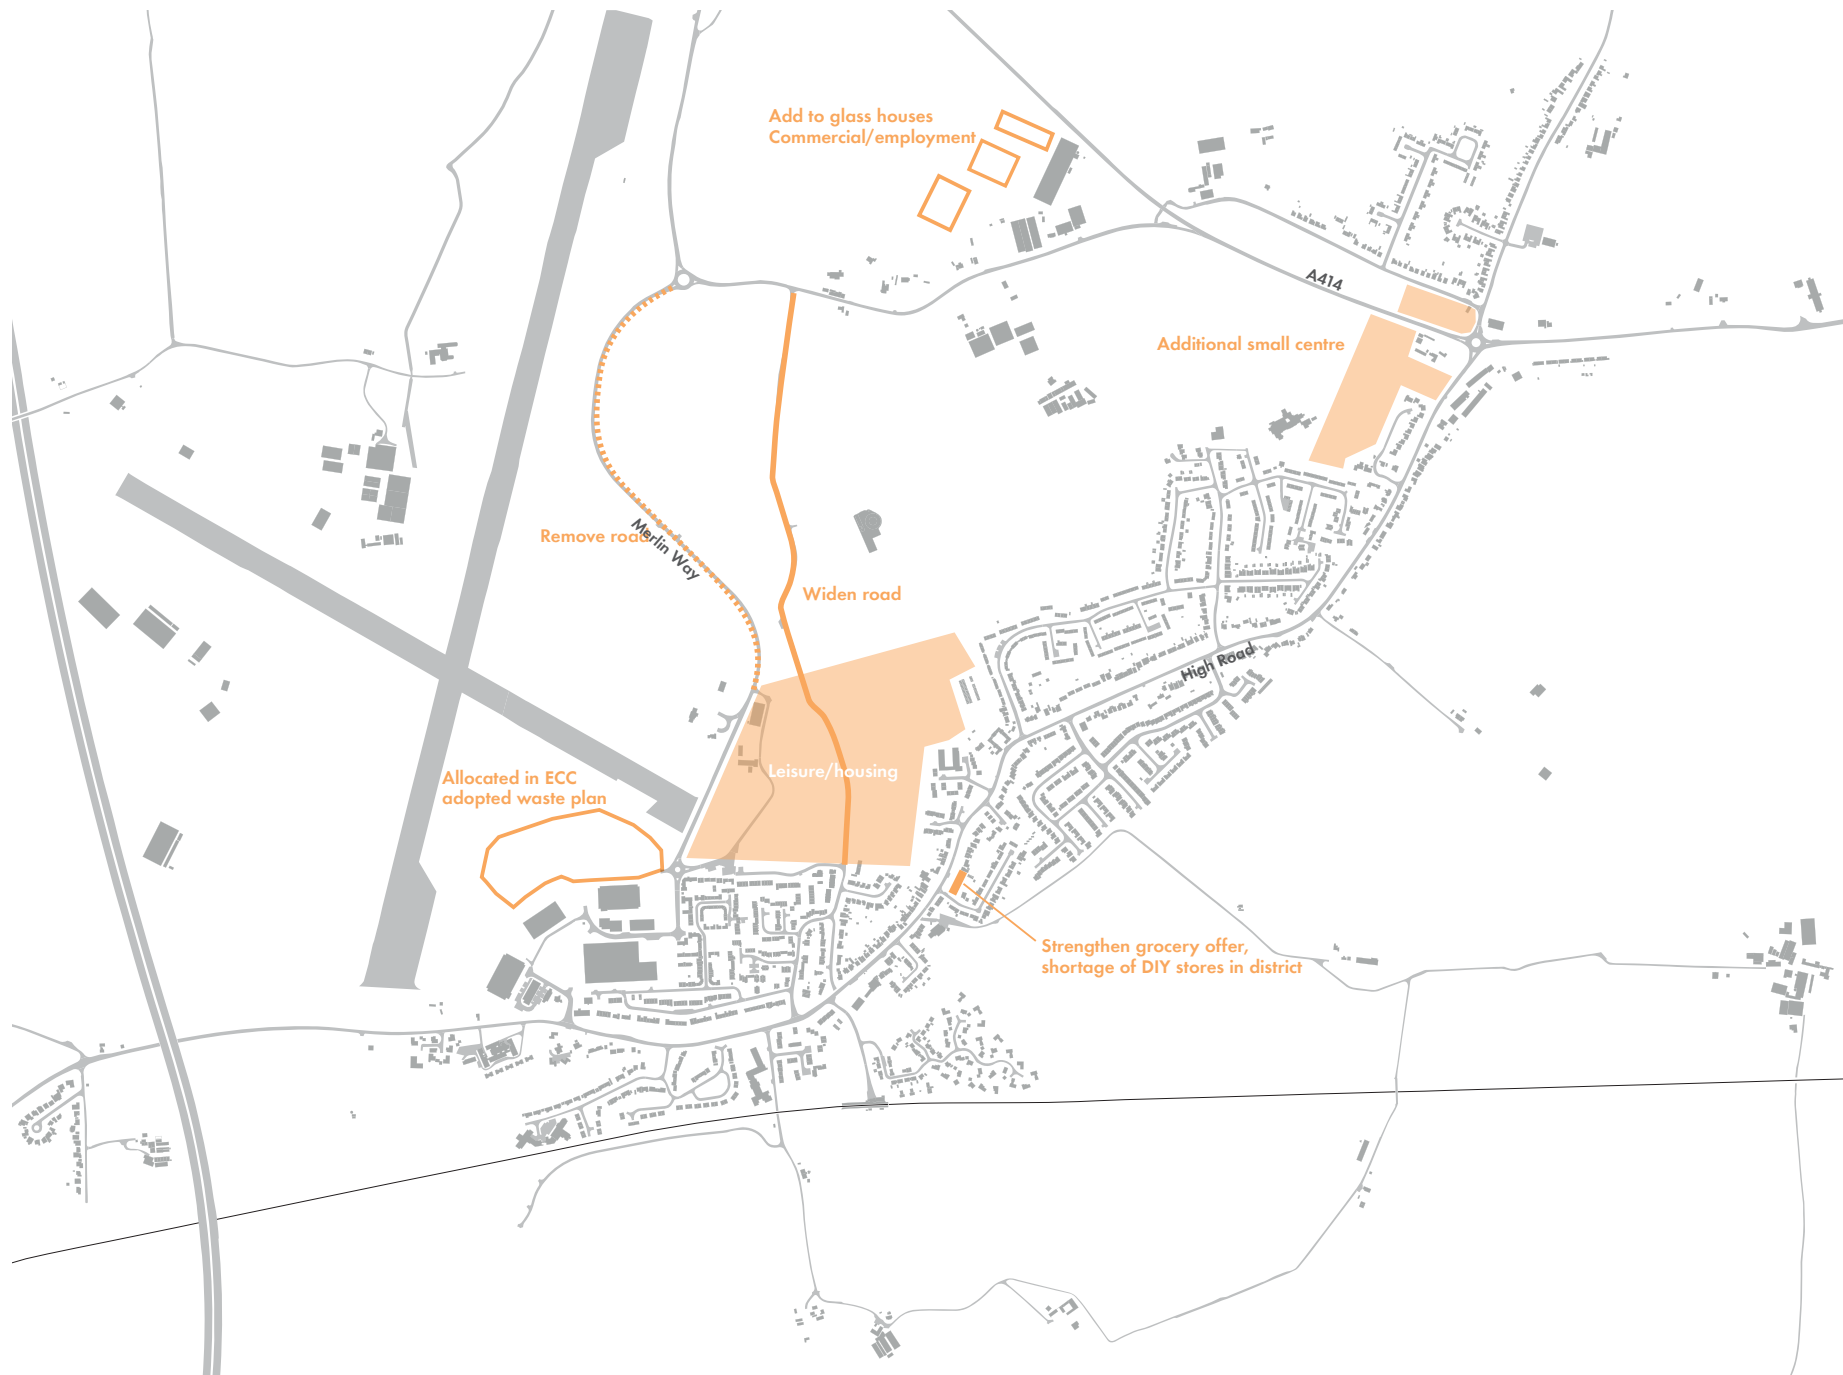 Add to glass houses
Commercial/employment
A414
Additional small centre
Remove road
Merlin Way
Widen road
High Road
Leisure/housing
Allocated in ECC
adopted waste plan
Strengthen grocery offer,
shortage of DIY stores in district